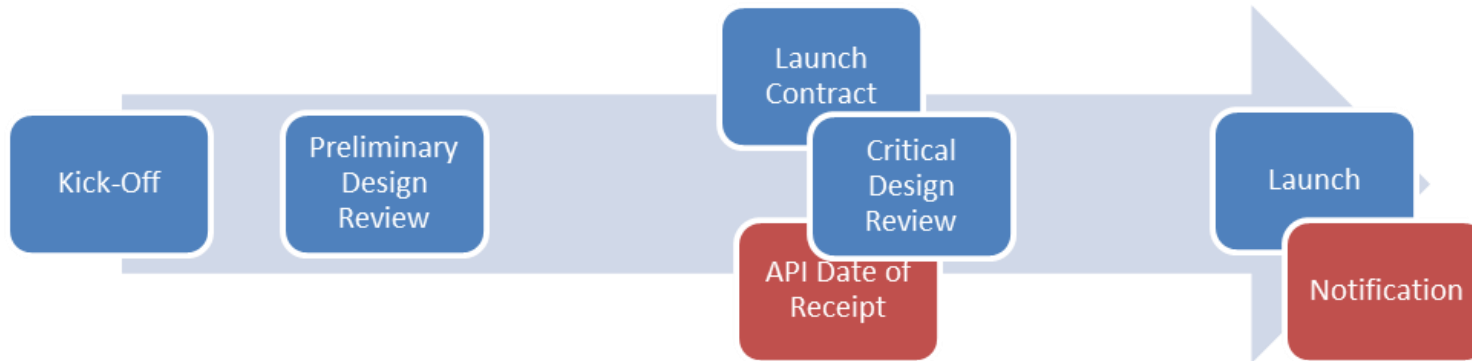 Kick-Off
Preliminary
Design
Review
Launch
Contract
Critical
Design
Review
API Date of
Receipt
Launch
Notification